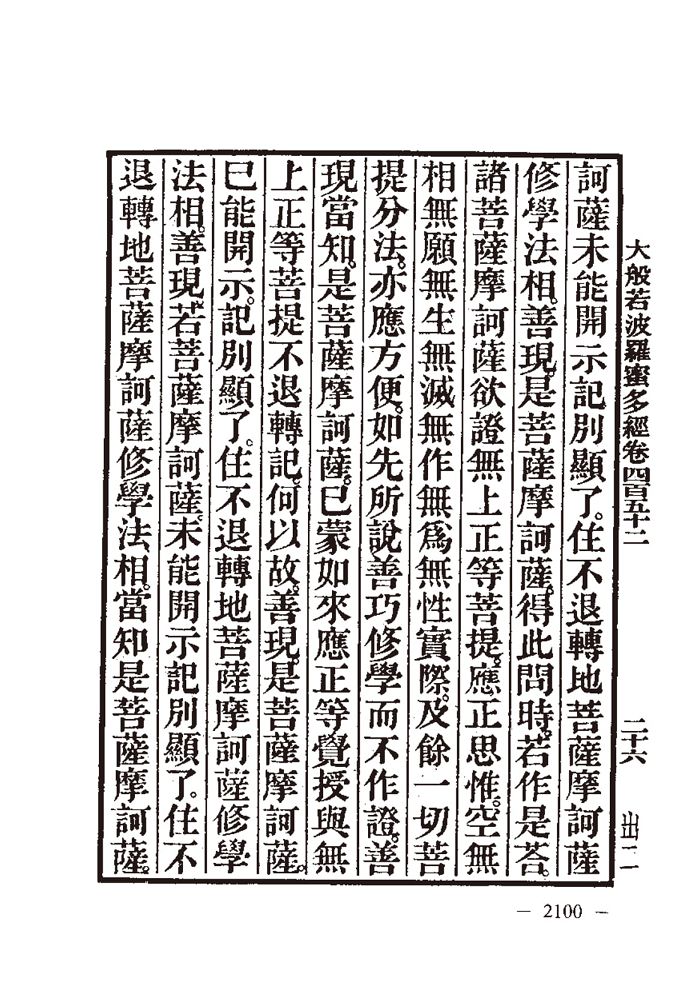 大般若波羅蜜多經卷四百五十二 二十六 出二
訶薩未能開示記別顯了。住不退轉地菩薩摩訶薩
修學法相。善現。是菩薩摩訶薩。得此問時。若作是荅。
諸菩薩摩訶薩欲證無上正等菩提。應正思惟。空無
相無願無生無滅無作無爲無性實際。及餘一切菩
提分法。亦應方便。如先所說善巧修學而不作證。善
現當知。是菩薩摩訶薩。已蒙如來應正等覺授與無
上正等菩提不退轉記。何以故。善現。是菩薩摩訶薩。
已能開示。記別顯了。住不退轉地菩薩摩訶薩修學
法相。善現。若菩薩摩訶薩。未能開示記別顯了。住不
退轉地菩薩摩訶薩修學法相。當知是菩薩摩訶薩。
— 2100 —